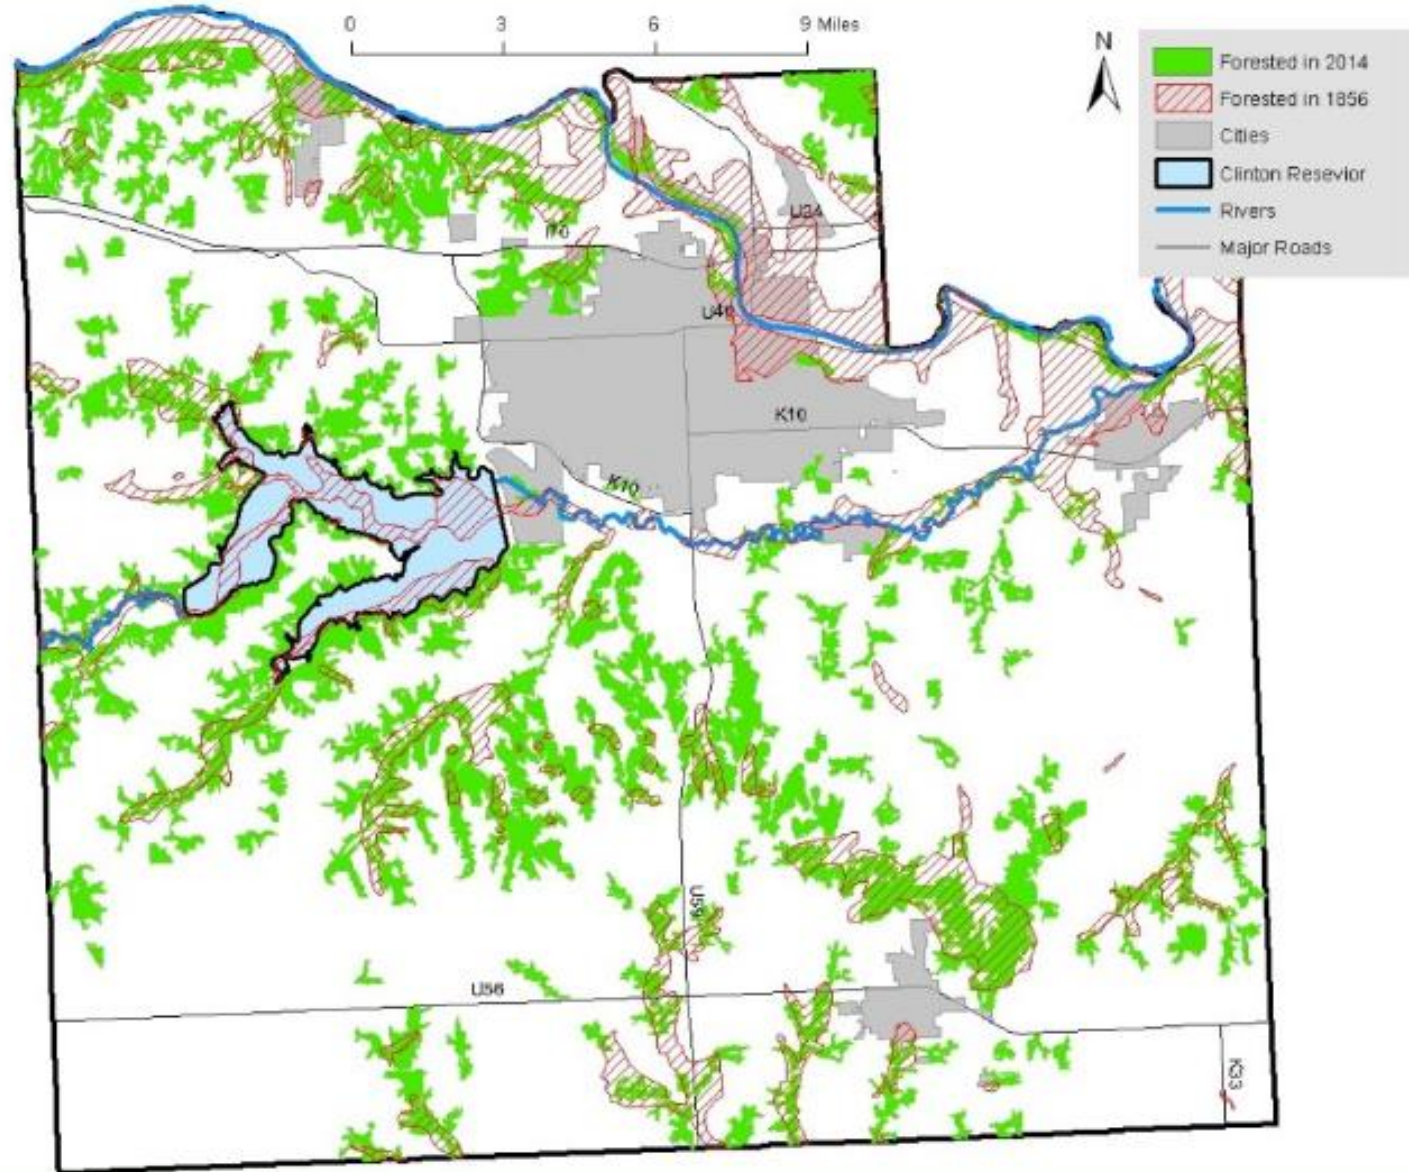 0 3 6 9 Miles
N
Forested in 2014
Forested in 1856
Cities
Clinton Resevior
Rivers
Major Roads
U24
I70
U40
K10
K10
U59
U56
K33